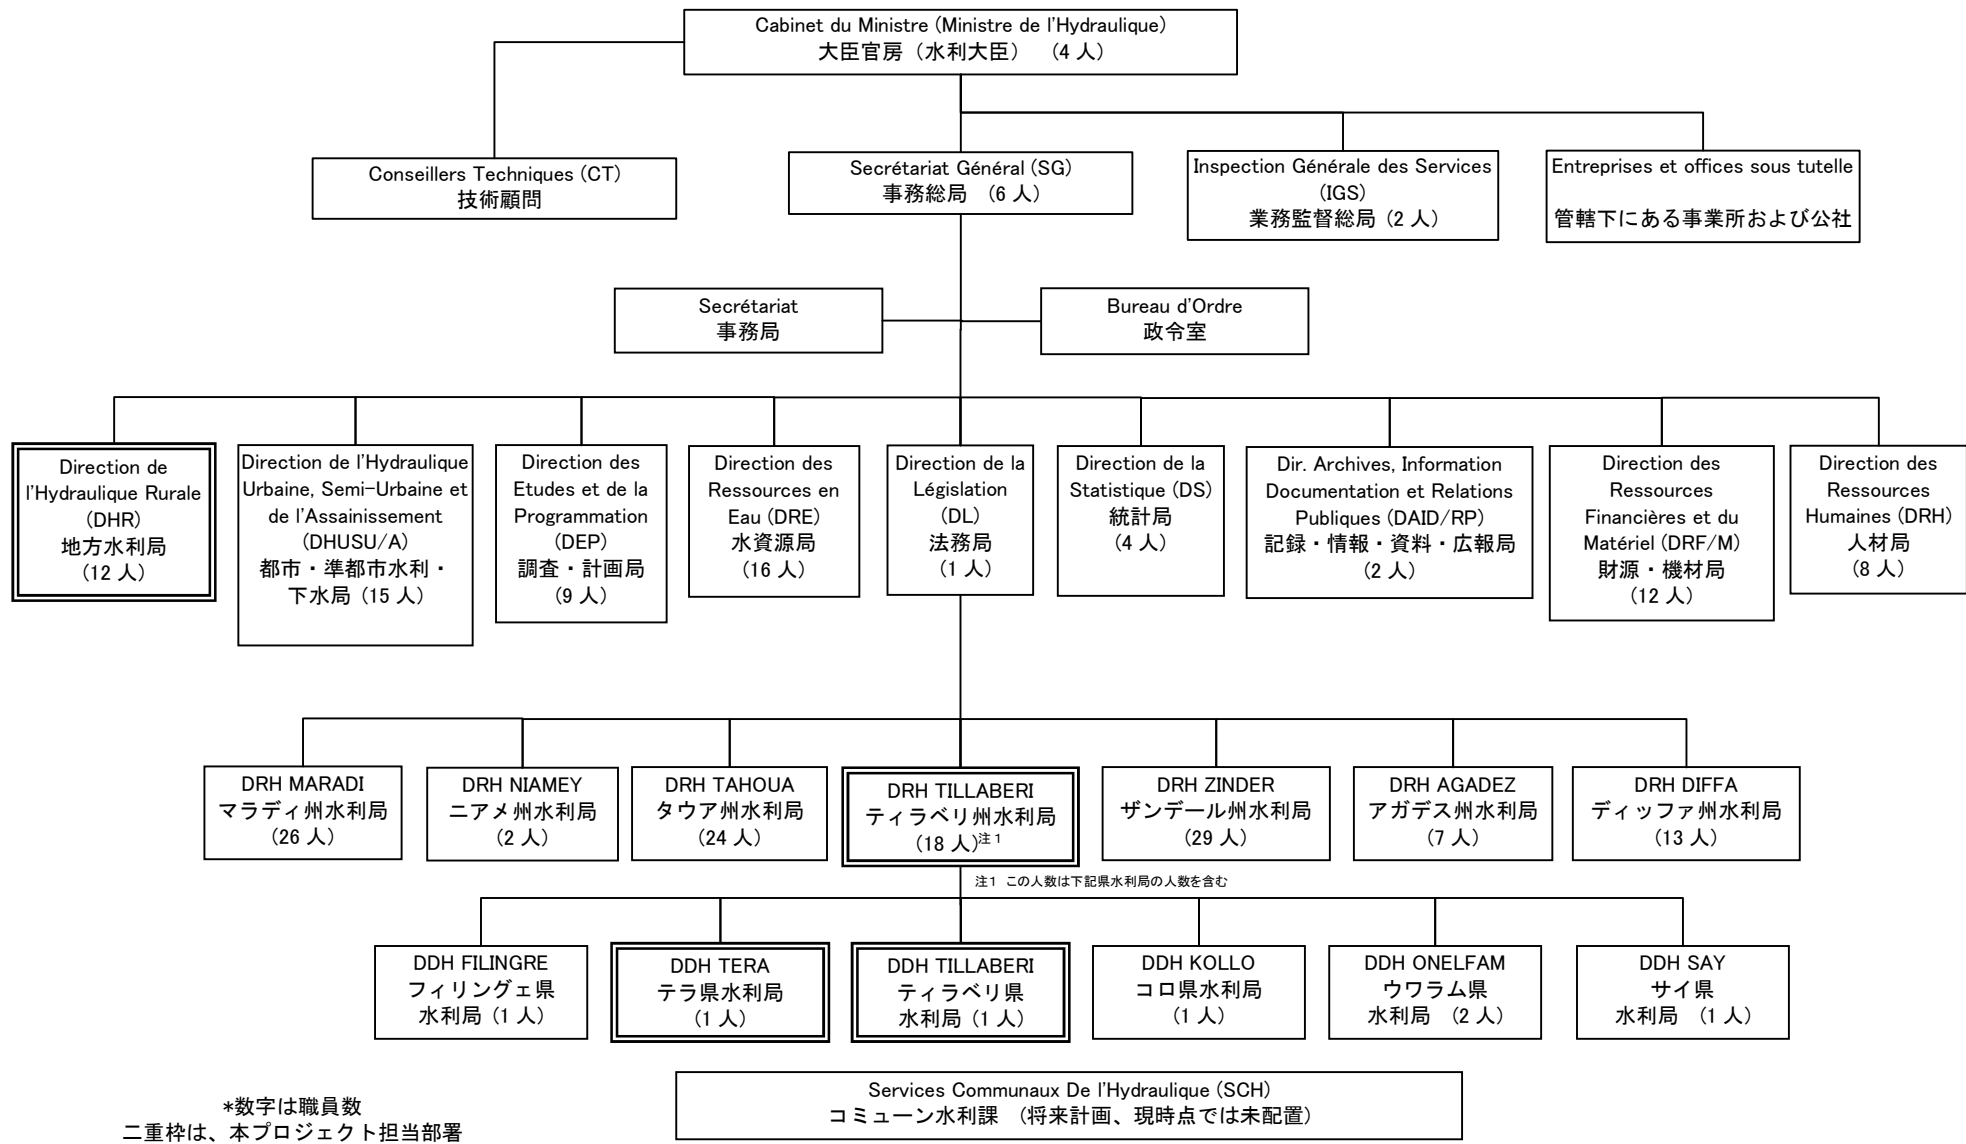 Cabinet du Ministre (Ministre de l'Hydraulique)
大臣官房（水利大臣） (4 人)
Conseillers Techniques (CT)
技術顧問
Secrétariat Général (SG)
事務総局 (6 人)
Inspection Générale des Services
(IGS)
業務監督総局 (2 人)
Entreprises et offices sous tutelle
管轄下にある事業所および公社
Secrétariat
事務局
Bureau d'Ordre
政令室
Direction de
l'Hydraulique Rurale
(DHR)
地方水利局
(12 人)
Direction de l'Hydraulique
Urbaine, Semi-Urbaine et
de l'Assainissement
(DHUSU/A)
都市・準都市水利・
下水局 (15 人)
Direction des
Etudes et de la
Programmation
(DEP)
調査・計画局
(9 人)
Direction des
Ressources en
Eau (DRE)
水資源局
(16 人)
Direction de la
Législation
(DL)
法務局
(1 人)
Direction de la
Statistique (DS)
統計局
(4 人)
Dir. Archives, Information
Documentation et Relations
Publiques (DAID/RP)
記録・情報・資料・広報局
(2 人)
Direction des
Ressources
Financières et du
Matériel (DRF/M)
財源・機材局
(12 人)
Direction des
Ressources
Humaines (DRH)
人材局
(8 人)
DRH MARADI
マラディ州水利局
(26 人)
DRH NIAMEY
ニアメ州水利局
(2 人)
DRH TAHOUA
タウア州水利局
(24 人)
DRH TILLABERI
ティラベリ州水利局
(18 人)注1
DRH ZINDER
ザンデール州水利局
(29 人)
DRH AGADEZ
アガデス州水利局
(7 人)
DRH DIFFA
ディッファ州水利局
(13 人)
注1 この人数は下記県水利局の人数を含む
DDH FILINGRE
フィリングェ県
水利局 (1 人)
DDH TERA
テラ県水利局
(1 人)
DDH TILLABERI
ティラベリ県
水利局 (1 人)
DDH KOLLO
コロ県水利局
(1 人)
DDH ONELFAM
ウワラム県
水利局 (2 人)
DDH SAY
サイ県
水利局 (1 人)
Services Communaux De l'Hydraulique (SCH)
コミューン水利課 (将来計画、現時点では未配置)
*数字は職員数
二重枠は、本プロジェクト担当部署